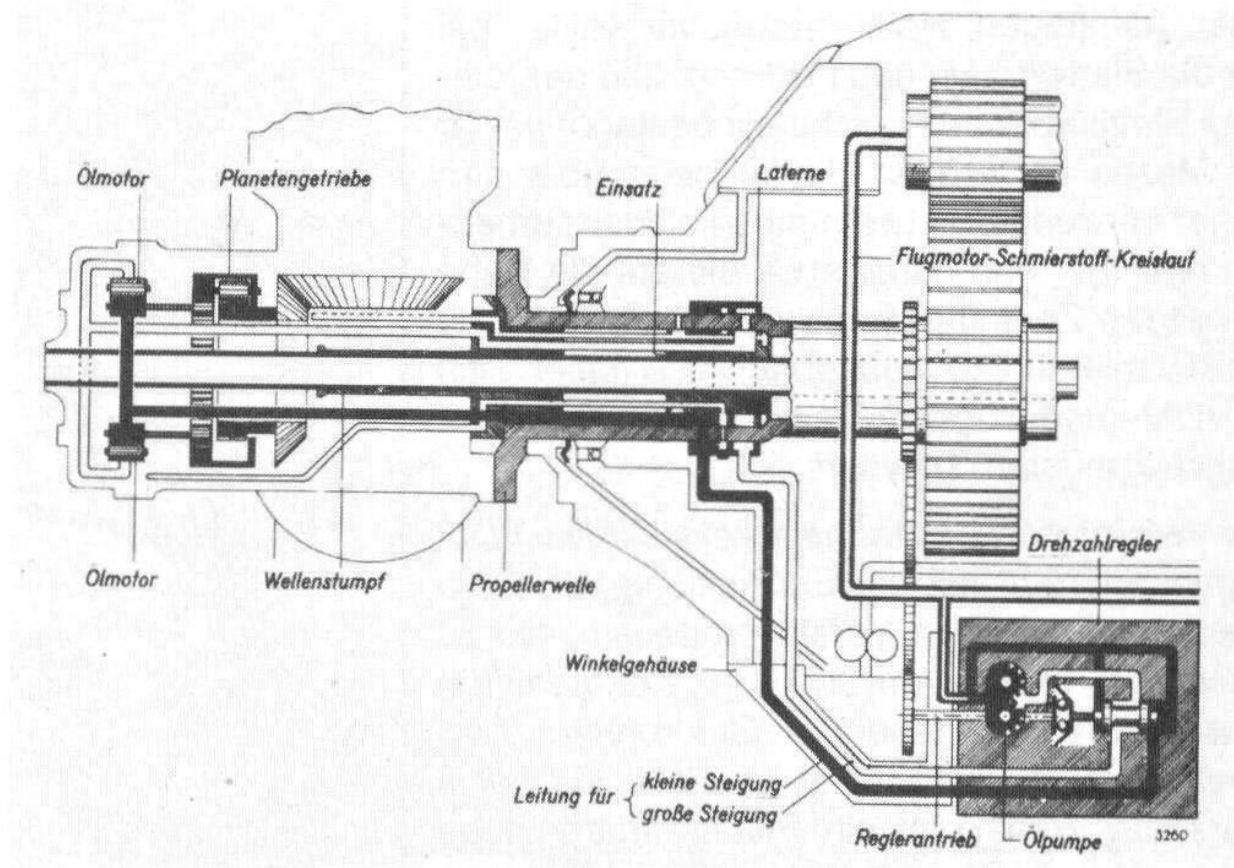 Ölmotor
Planetengetriebe
Einsatz
Laterne
Flugmotor-Schmierstoff-Kreislauf
Ölmotor
Wellenstumpf
Propellerwelle
Drehzahlregler
Winkelgehäuse
Leitung für { kleine Steigung
große Steigung
Reglerantrieb
Ölpumpe
3260